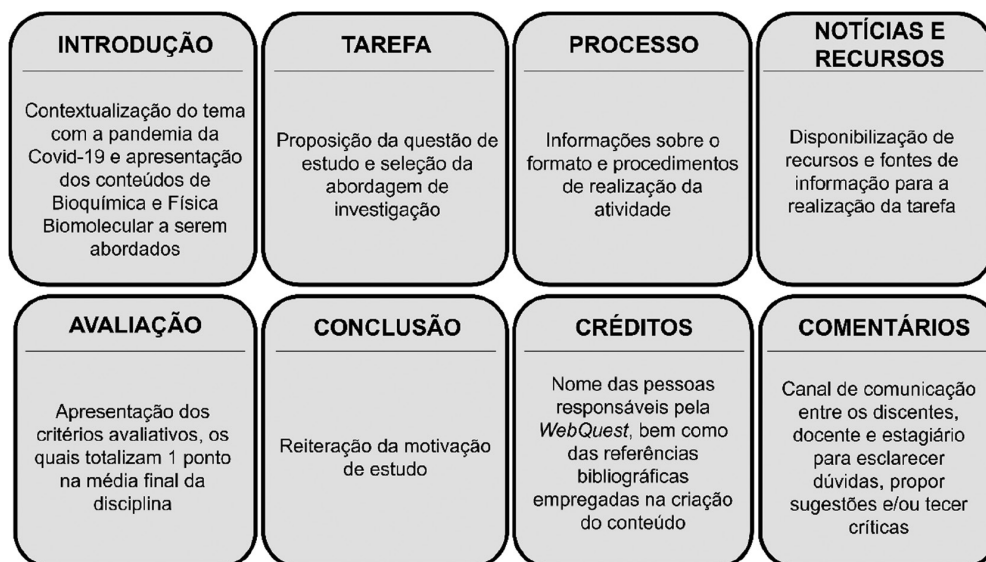 INTRODUÇÃO
Contextualização do tema
com a pandemia da
Covid-19 e apresentação
dos conteúdos de
Bioquímica e Física
Biomolecular a serem
abordados
TAREFA
Proposição da questão de
estudo e seleção da
abordagem de
investigação
PROCESSO
Informações sobre o
formato e procedimentos
de realização da
atividade
NOTÍCIAS E
RECURSOS
Disponibilização de
recursos e fontes de
informação para a
realização da tarefa
AVALIAÇÃO
Apresentação dos
critérios avaliativos, os
quais totalizam 1 ponto
na média final da
disciplina
CONCLUSÃO
Reiteração da motivação
de estudo
CRÉDITOS
Nome das pessoas
responsáveis pela
WebQuest, bem como
das referências
bibliográficas
empregadas na criação
do conteúdo
COMENTÁRIOS
Canal de comunicação
entre os discentes,
docente e estagiário
para esclarecer
dúvidas, propor
sugestões e/ou tecer
críticas